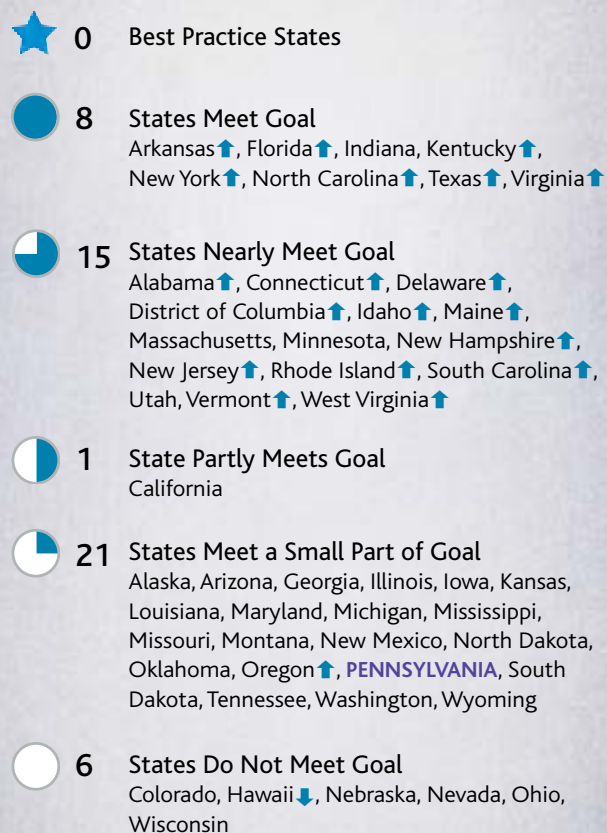 0 Best Practice States
8 States Meet Goal
Arkansas⬆, Florida⬆, Indiana, Kentucky⬆,
New York⬆, North Carolina⬆, Texas⬆, Virginia⬆
15 States Nearly Meet Goal
Alabama⬆, Connecticut⬆, Delaware⬆,
District of Columbia⬆, Idaho⬆, Maine⬆,
Massachusetts, Minnesota, New Hampshire⬆,
New Jersey⬆, Rhode Island⬆, South Carolina⬆,
Utah, Vermont⬆, West Virginia⬆
1 State Partly Meets Goal
California
21 States Meet a Small Part of Goal
Alaska, Arizona, Georgia, Illinois, Iowa, Kansas,
Louisiana, Maryland, Michigan, Mississippi,
Missouri, Montana, New Mexico, North Dakota,
Oklahoma, Oregon⬆, PENNSYLVANIA, South
Dakota, Tennessee, Washington, Wyoming
6 States Do Not Meet Goal
Colorado, Hawaii⬇, Nebraska, Nevada, Ohio,
Wisconsin